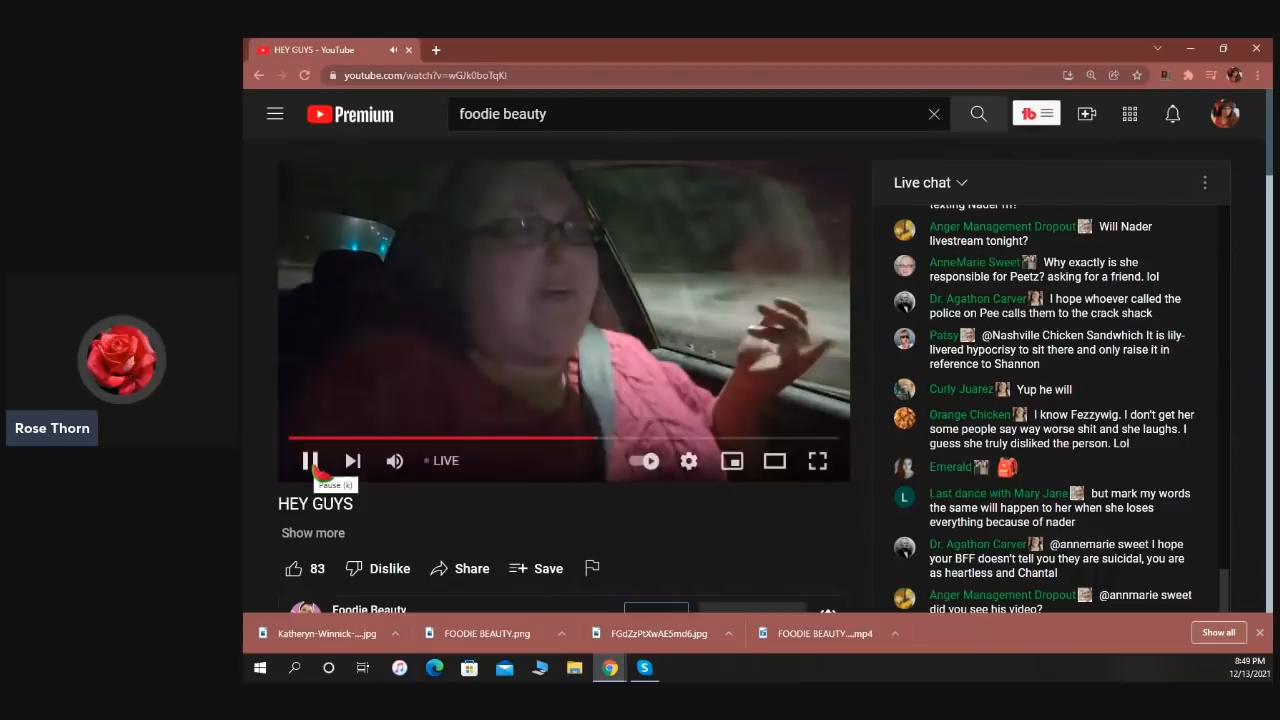 HEY GUYS - YouTube
youtube.com/watch?v=wGJk0boTqKI
Premium
foodie beauty
Live chat
Anger Management Dropout Will Nader
livestream tonight?
AnneMarie Sweet Why exactly is she
responsible for Peetz? asking for a friend. lol
Dr. Agathon Carver I hope whoever called the
police on Pee calls them to the crack shack
Patsy @Nashville Chicken Sandwhich It is lily-
livered hypocrisy to sit there and only raise it in
reference to Shannon
Curly Juarez Yup he will
Orange Chicken I know Fezzywig. I don't get her
some people say way worse shit and she laughs. I
guess she truly disliked the person. Lol
Emerald
L
Last dance with Mary Jane but mark my words
the same will happen to her when she loses
everything because of nader
Dr. Agathon Carver @annemarie sweet I hope
your BFF doesn't tell you they are suicidal, you are
as heartless and Chantal
Anger Management Dropout @annmarie sweet
did you see his video?
Rose Thorn
LIVE
Pause (k)
HEY GUYS
Show more
83
Dislike
Share
Save
Foodie Beauty
Katheryn-Winnick-....jpg
FOODIE BEAUTY.png
FGdZzPtXwAE5md6.jpg
FOODIE BEAUTY....mp4
Show all
8:49 PM
12/13/2021